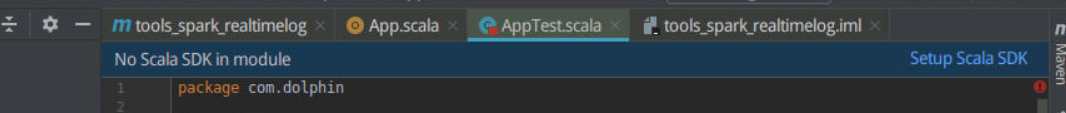 m tools_spark_realtimelog App.scala AppTest.scala tools_spark_realtimelog.iml
No Scala SDK in module Setup Scala SDK
1 package com.dolphin
2
m Maven